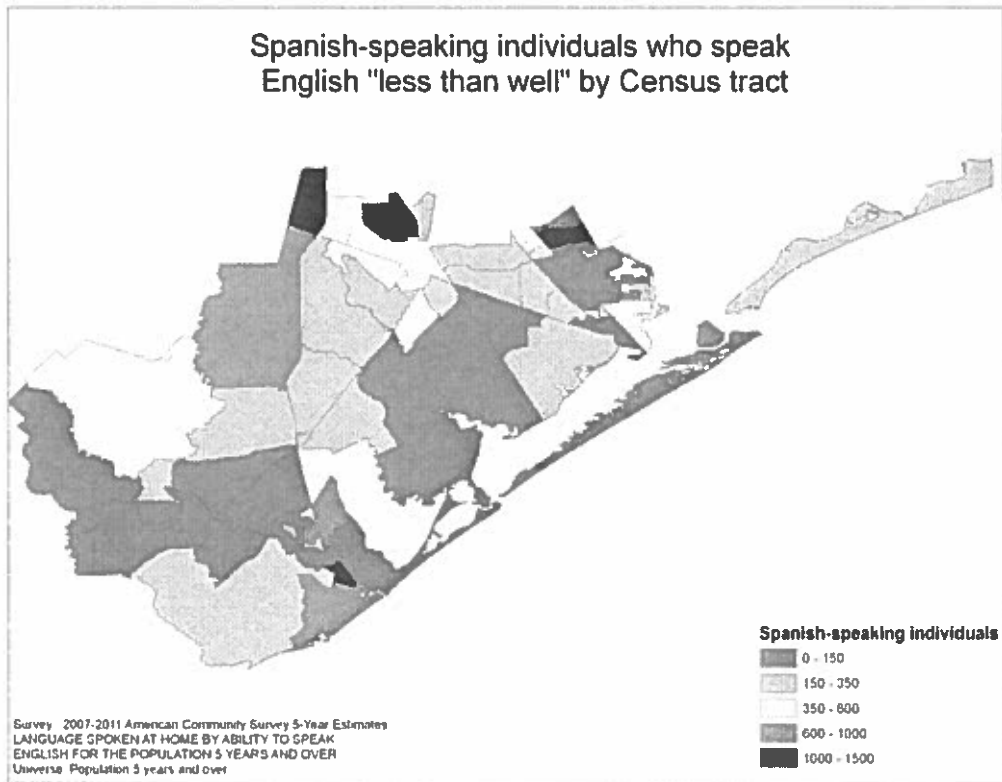 Spanish-speaking individuals who speak
English "less than well" by Census tract
Spanish-speaking individuals
0 - 150
150 - 350
350 - 600
600 - 1000
1000 - 1500
Survey 2007-2011 American Community Survey 5-Year Estimates
LANGUAGE SPOKEN AT HOME BY ABILITY TO SPEAK
ENGLISH FOR THE POPULATION 5 YEARS AND OVER
Universe Population 5 years and over